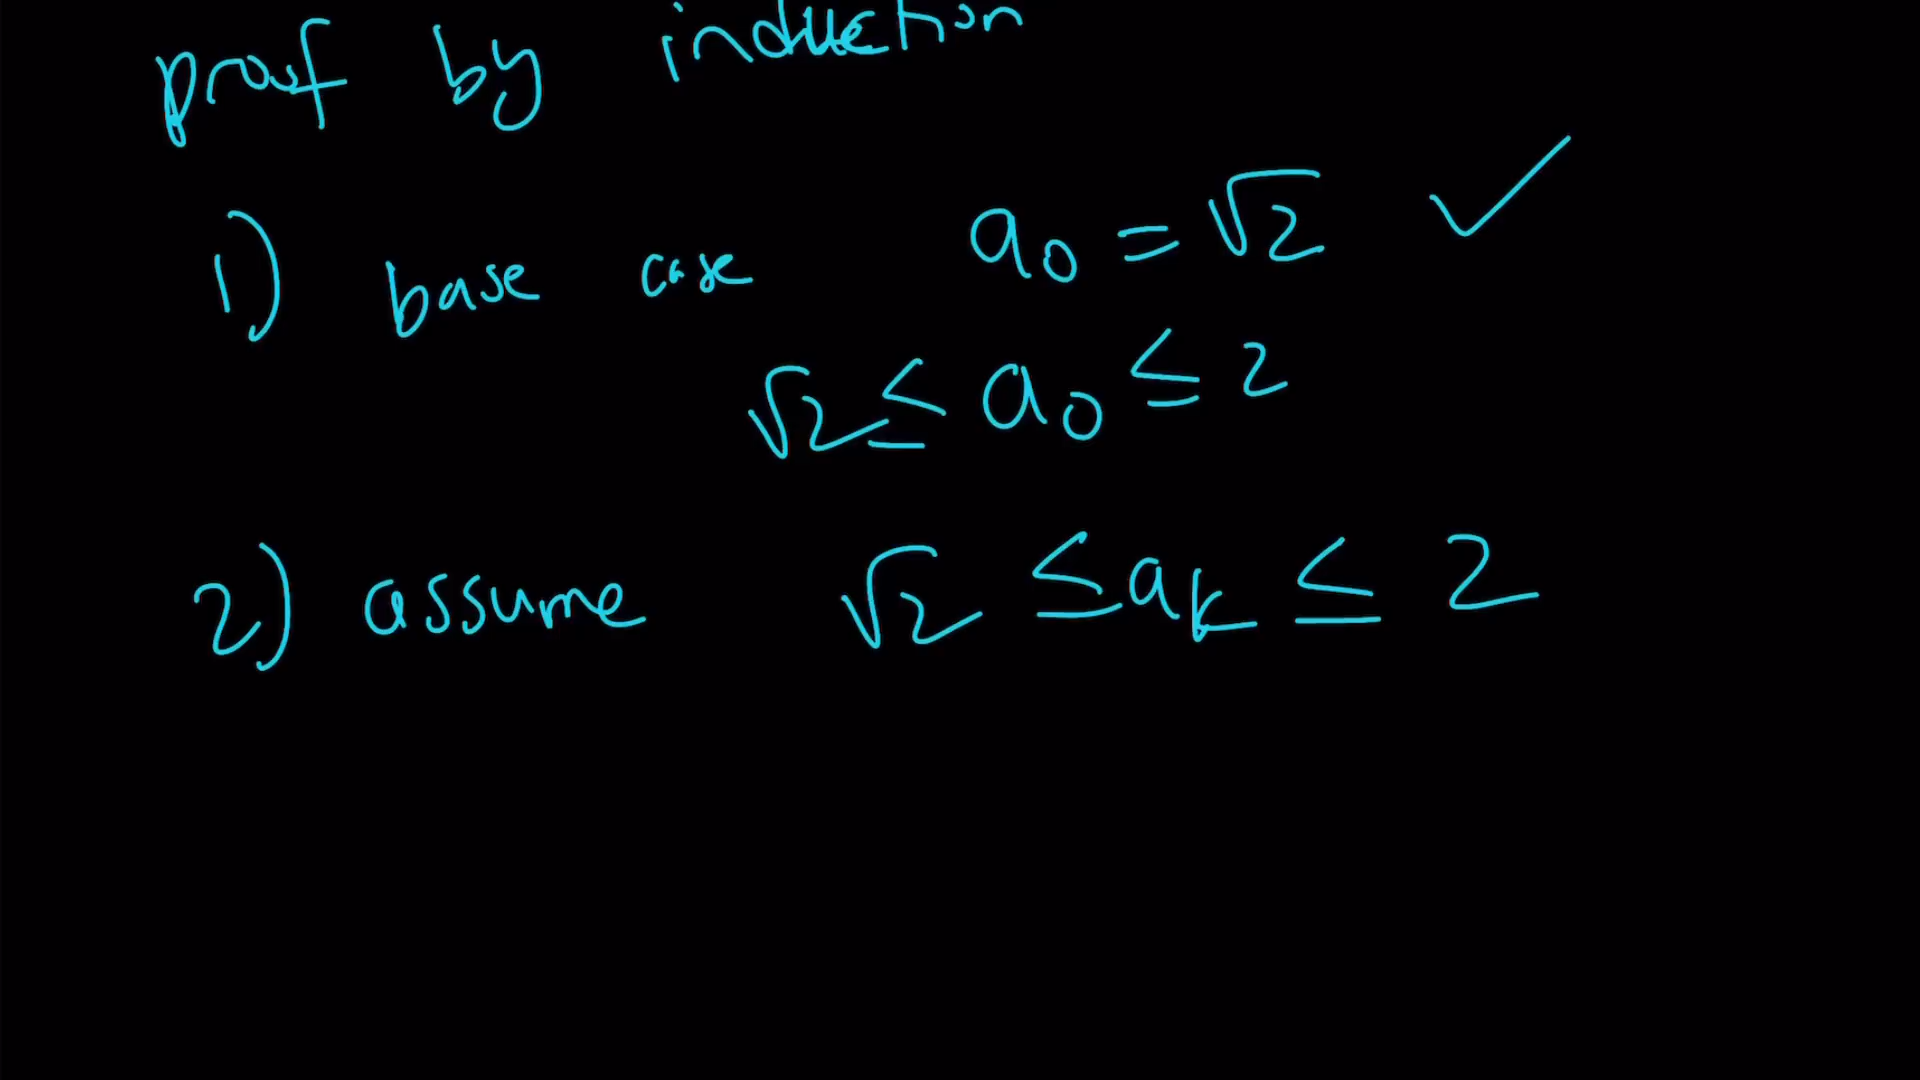 proof by induction
1) base case a₀ = √2 ✓
√2 ≤ a₀ ≤ 2
2) assume √2 ≤ aₖ ≤ 2